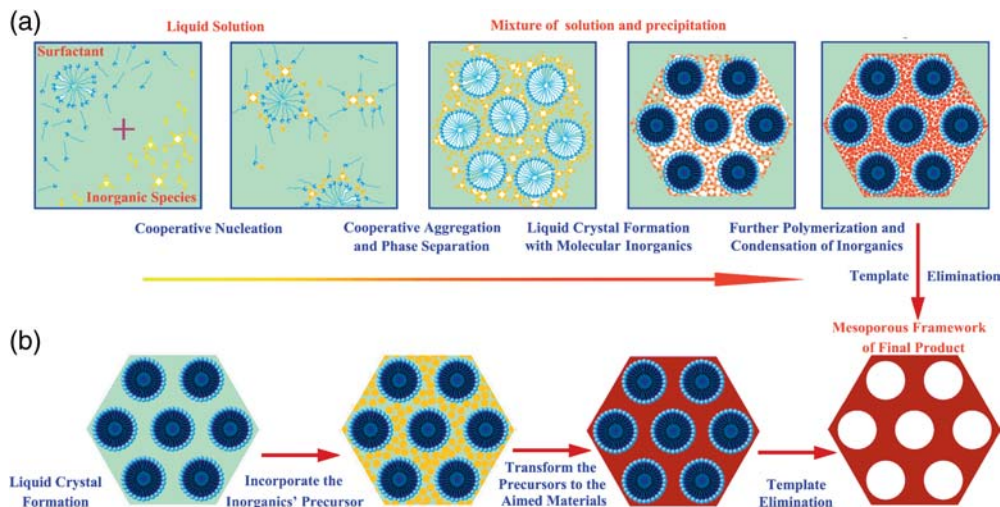 (a)
Liquid Solution
Mixture of solution and precipitation
Surfactant
Inorganic Species
Cooperative Nucleation
Cooperative Aggregation
and Phase Separation
Liquid Crystal Formation
with Molecular Inorganics
Further Polymerization and
Condensation of Inorganics
Template Elimination
Mesoporous Framework
of Final Product
(b)
Liquid Crystal
Formation
Incorporate the
Inorganics' Precursor
Transform the
Precursors to the
Aimed Materials
Template
Elimination